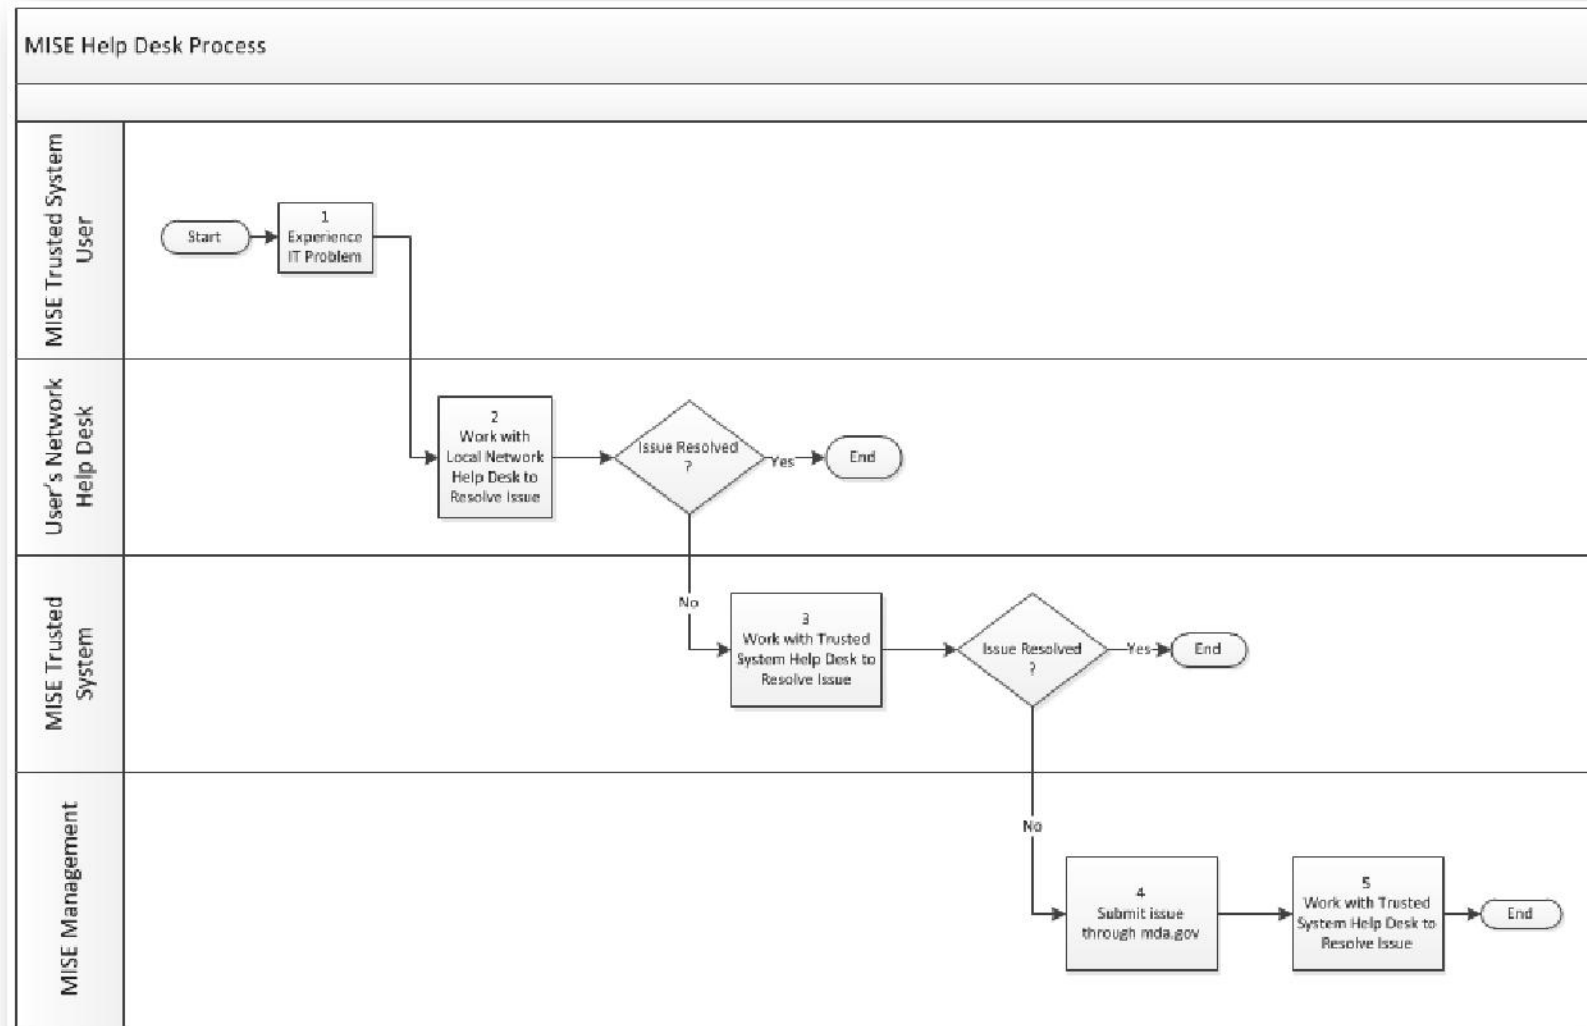 MISE Help Desk Process
MISE Trusted System
User
Start
1
Experience
IT Problem
User's Network
Help Desk
2
Work with
Local Network
Help Desk to
Resolve Issue
Issue Resolved
?
Yes
End
No
MISE Trusted
System
3
Work with Trusted
System Help Desk to
Resolve Issue
Issue Resolved
?
Yes
End
No
MISE Management
4
Submit issue
through mda.gov
5
Work with Trusted
System Help Desk to
Resolve Issue
End